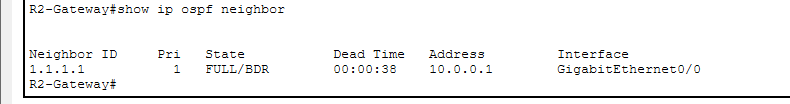 R2-Gateway#show ip ospf neighbor
Neighbor ID     Pri   State           Dead Time   Address         Interface
1.1.1.1           1   FULL/BDR        00:00:38    10.0.0.1        GigabitEthernet0/0
R2-Gateway#